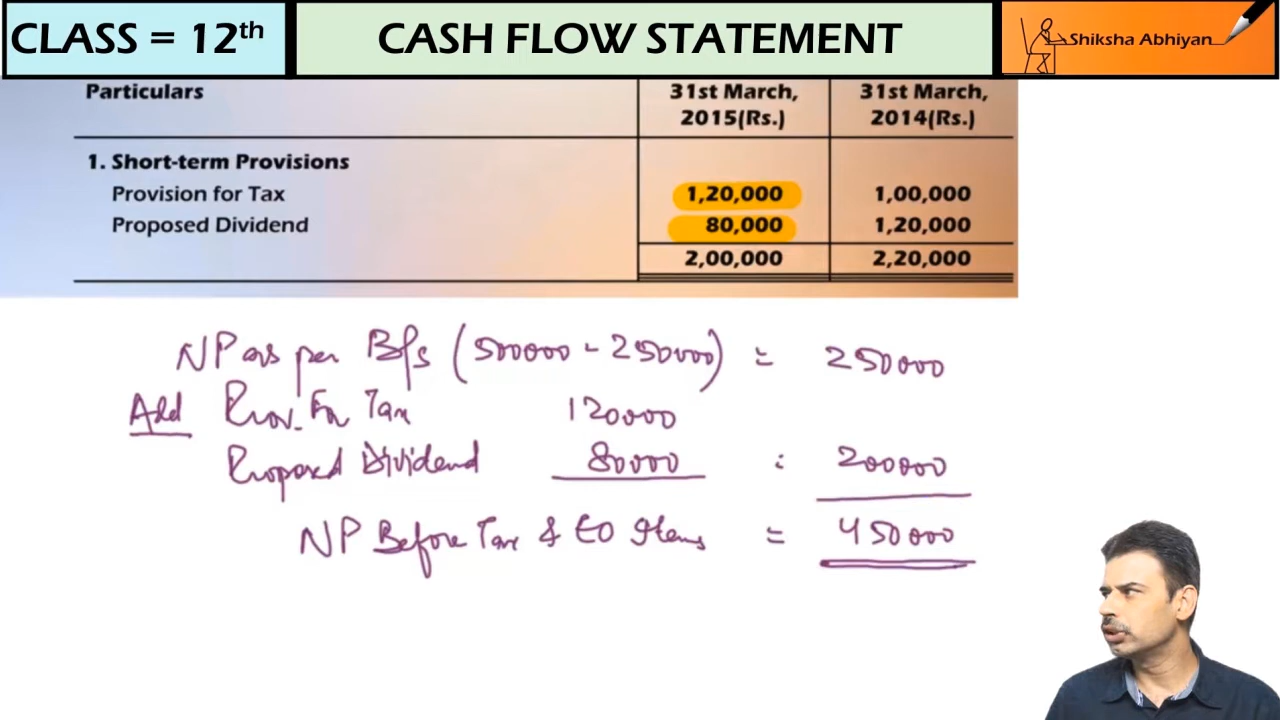 CLASS = 12th
CASH FLOW STATEMENT
Shiksha Abhiyan
Particulars 31st March, 2015(Rs.) 31st March, 2014(Rs.)
1. Short-term Provisions
Provision for Tax 1,20,000 1,00,000
Proposed Dividend 80,000 1,20,000
2,00,000 2,20,000
NP as per B/s (500000 - 250000) = 250000
Add Prov. For Tax 120000
Proposed Dividend 80000 : 200000
NP Before Tax & EO Items = 450000